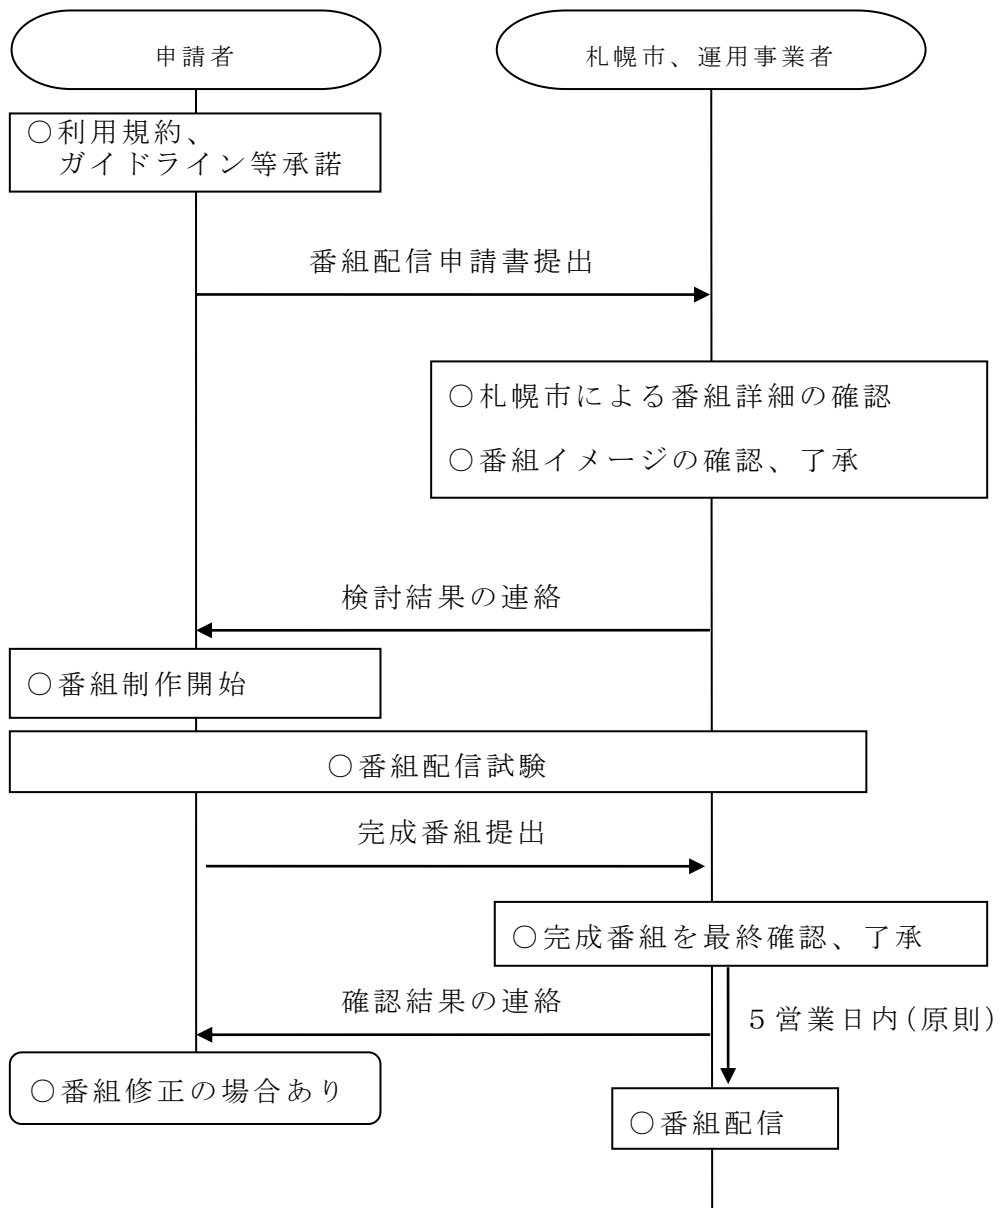 申請者
札幌市、運用事業者
○利用規約、
ガイドライン等承諾
番組配信申請書提出
○札幌市による番組詳細の確認
○番組イメージの確認、了承
検討結果の連絡
○番組制作開始
○番組配信試験
完成番組提出
○完成番組を最終確認、了承
確認結果の連絡
5営業日内(原則)
○番組修正の場合あり
○番組配信